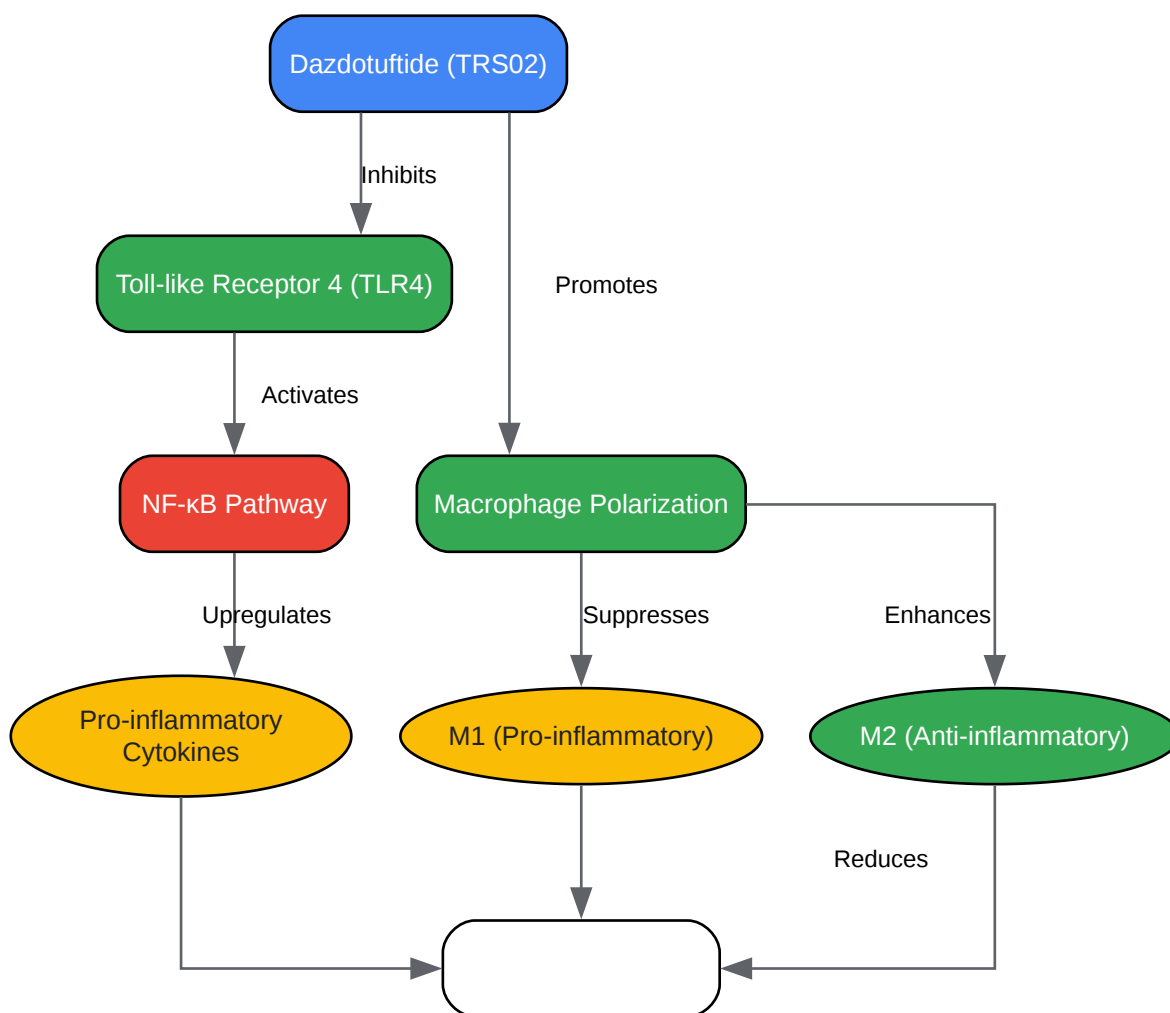 Dazdotuftide (TRS02)
Inhibits
Toll-like Receptor 4 (TLR4)
Promotes
Activates
NF-κB Pathway
Macrophage Polarization
Upregulates
Suppresses
Enhances
Pro-inflammatory
Cytokines
M1 (Pro-inflammatory)
M2 (Anti-inflammatory)
Reduces